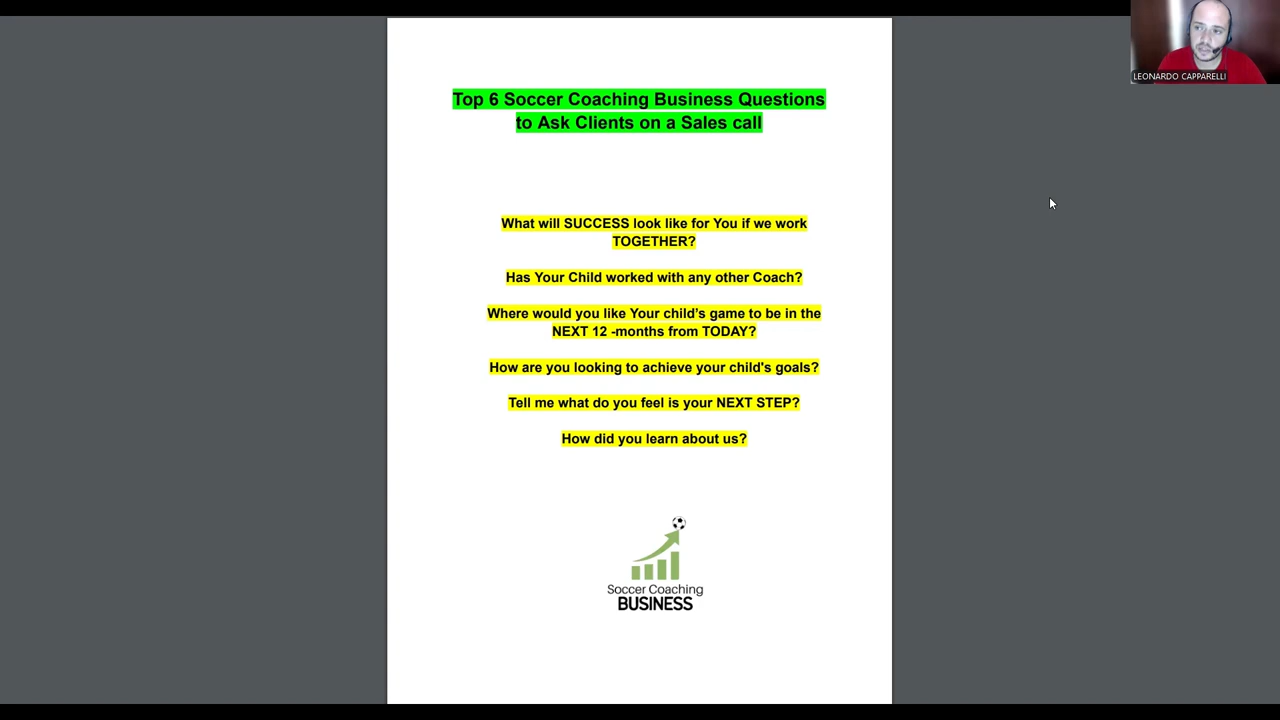 LEONARDO CAPPARELLI
Top 6 Soccer Coaching Business Questions
to Ask Clients on a Sales call
What will SUCCESS look like for You if we work
TOGETHER?
Has Your Child worked with any other Coach?
Where would you like Your child's game to be in the
NEXT 12 -months from TODAY?
How are you looking to achieve your child's goals?
Tell me what do you feel is your NEXT STEP?
How did you learn about us?
Soccer Coaching
BUSINESS